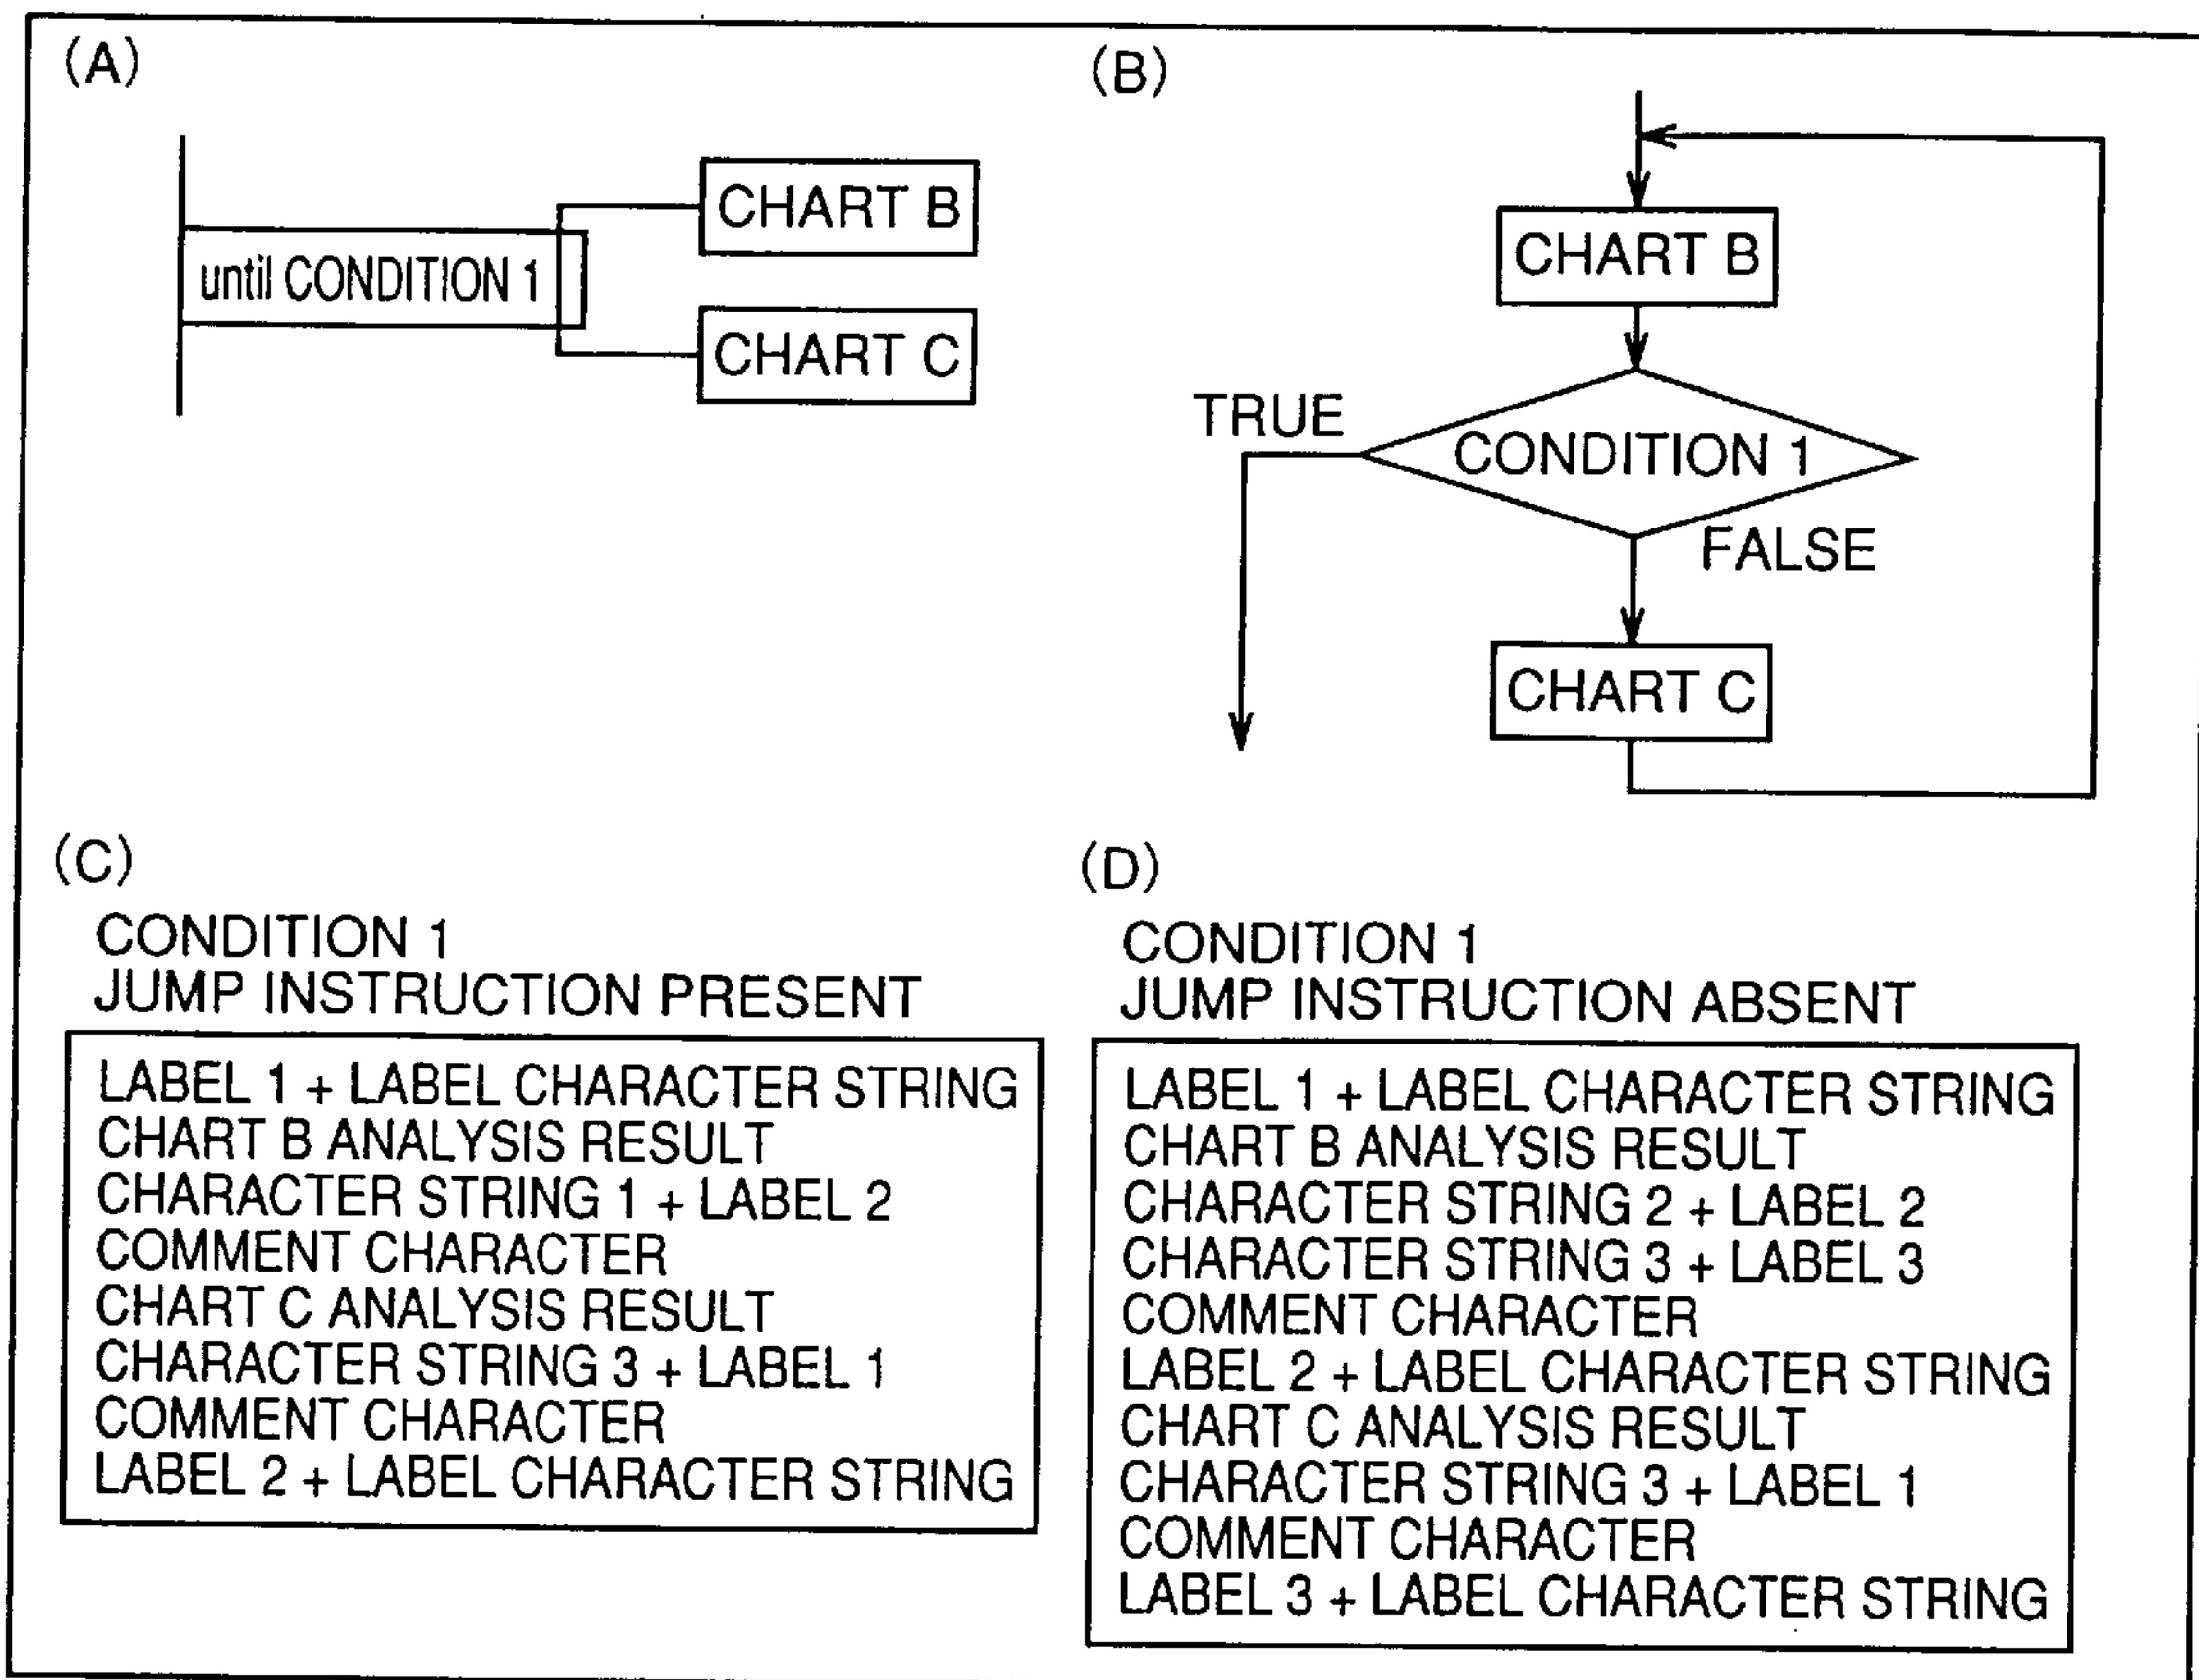 (A)
CHART B
until CONDITION 1
CHART C
(B)
CHART B
TRUE
CONDITION 1
FALSE
CHART C
(C)
CONDITION 1
JUMP INSTRUCTION PRESENT
LABEL 1 + LABEL CHARACTER STRING
CHART B ANALYSIS RESULT
CHARACTER STRING 1 + LABEL 2
COMMENT CHARACTER
CHART C ANALYSIS RESULT
CHARACTER STRING 3 + LABEL 1
COMMENT CHARACTER
LABEL 2 + LABEL CHARACTER STRING
(D)
CONDITION 1
JUMP INSTRUCTION ABSENT
LABEL 1 + LABEL CHARACTER STRING
CHART B ANALYSIS RESULT
CHARACTER STRING 2 + LABEL 2
CHARACTER STRING 3 + LABEL 3
COMMENT CHARACTER
LABEL 2 + LABEL CHARACTER STRING
CHART C ANALYSIS RESULT
CHARACTER STRING 3 + LABEL 1
COMMENT CHARACTER
LABEL 3 + LABEL CHARACTER STRING